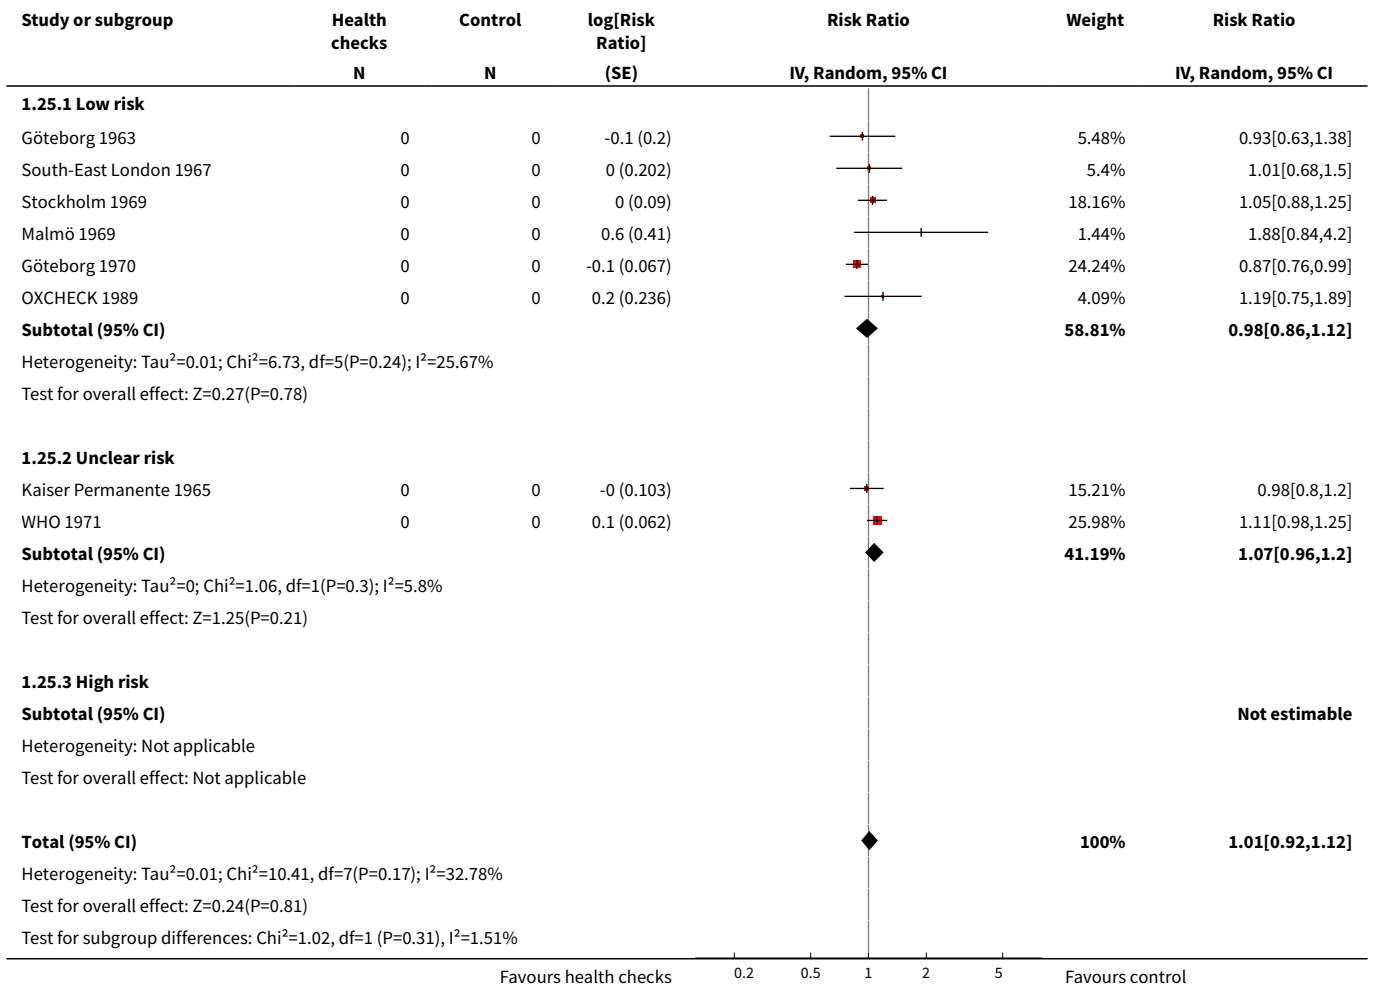 Study or subgroup Health checks Control log[Risk Ratio] Risk Ratio Weight Risk Ratio
N N (SE) IV, Random, 95% CI IV, Random, 95% CI
1.25.1 Low risk
Göteborg 1963 0 0 -0.1 (0.2) 5.48% 0.93[0.63,1.38]
South-East London 1967 0 0 0 (0.202) 5.4% 1.01[0.68,1.5]
Stockholm 1969 0 0 0 (0.09) 18.16% 1.05[0.88,1.25]
Malmö 1969 0 0 0.6 (0.41) 1.44% 1.88[0.84,4.2]
Göteborg 1970 0 0 -0.1 (0.067) 24.24% 0.87[0.76,0.99]
OXCHECK 1989 0 0 0.2 (0.236) 4.09% 1.19[0.75,1.89]
Subtotal (95% CI) 58.81% 0.98[0.86,1.12]
Heterogeneity: Tau²=0.01; Chi²=6.73, df=5(P=0.24); I²=25.67%
Test for overall effect: Z=0.27(P=0.78)
1.25.2 Unclear risk
Kaiser Permanente 1965 0 0 -0 (0.103) 15.21% 0.98[0.8,1.2]
WHO 1971 0 0 0.1 (0.062) 25.98% 1.11[0.98,1.25]
Subtotal (95% CI) 41.19% 1.07[0.96,1.2]
Heterogeneity: Tau²=0; Chi²=1.06, df=1(P=0.3); I²=5.8%
Test for overall effect: Z=1.25(P=0.21)
1.25.3 High risk
Subtotal (95% CI) Not estimable
Heterogeneity: Not applicable
Test for overall effect: Not applicable
Total (95% CI) 100% 1.01[0.92,1.12]
Heterogeneity: Tau²=0.01; Chi²=10.41, df=7(P=0.17); I²=32.78%
Test for overall effect: Z=0.24(P=0.81)
Test for subgroup differences: Chi²=1.02, df=1 (P=0.31), I²=1.51%
Favours health checks 0.2 0.5 1 2 5 Favours control